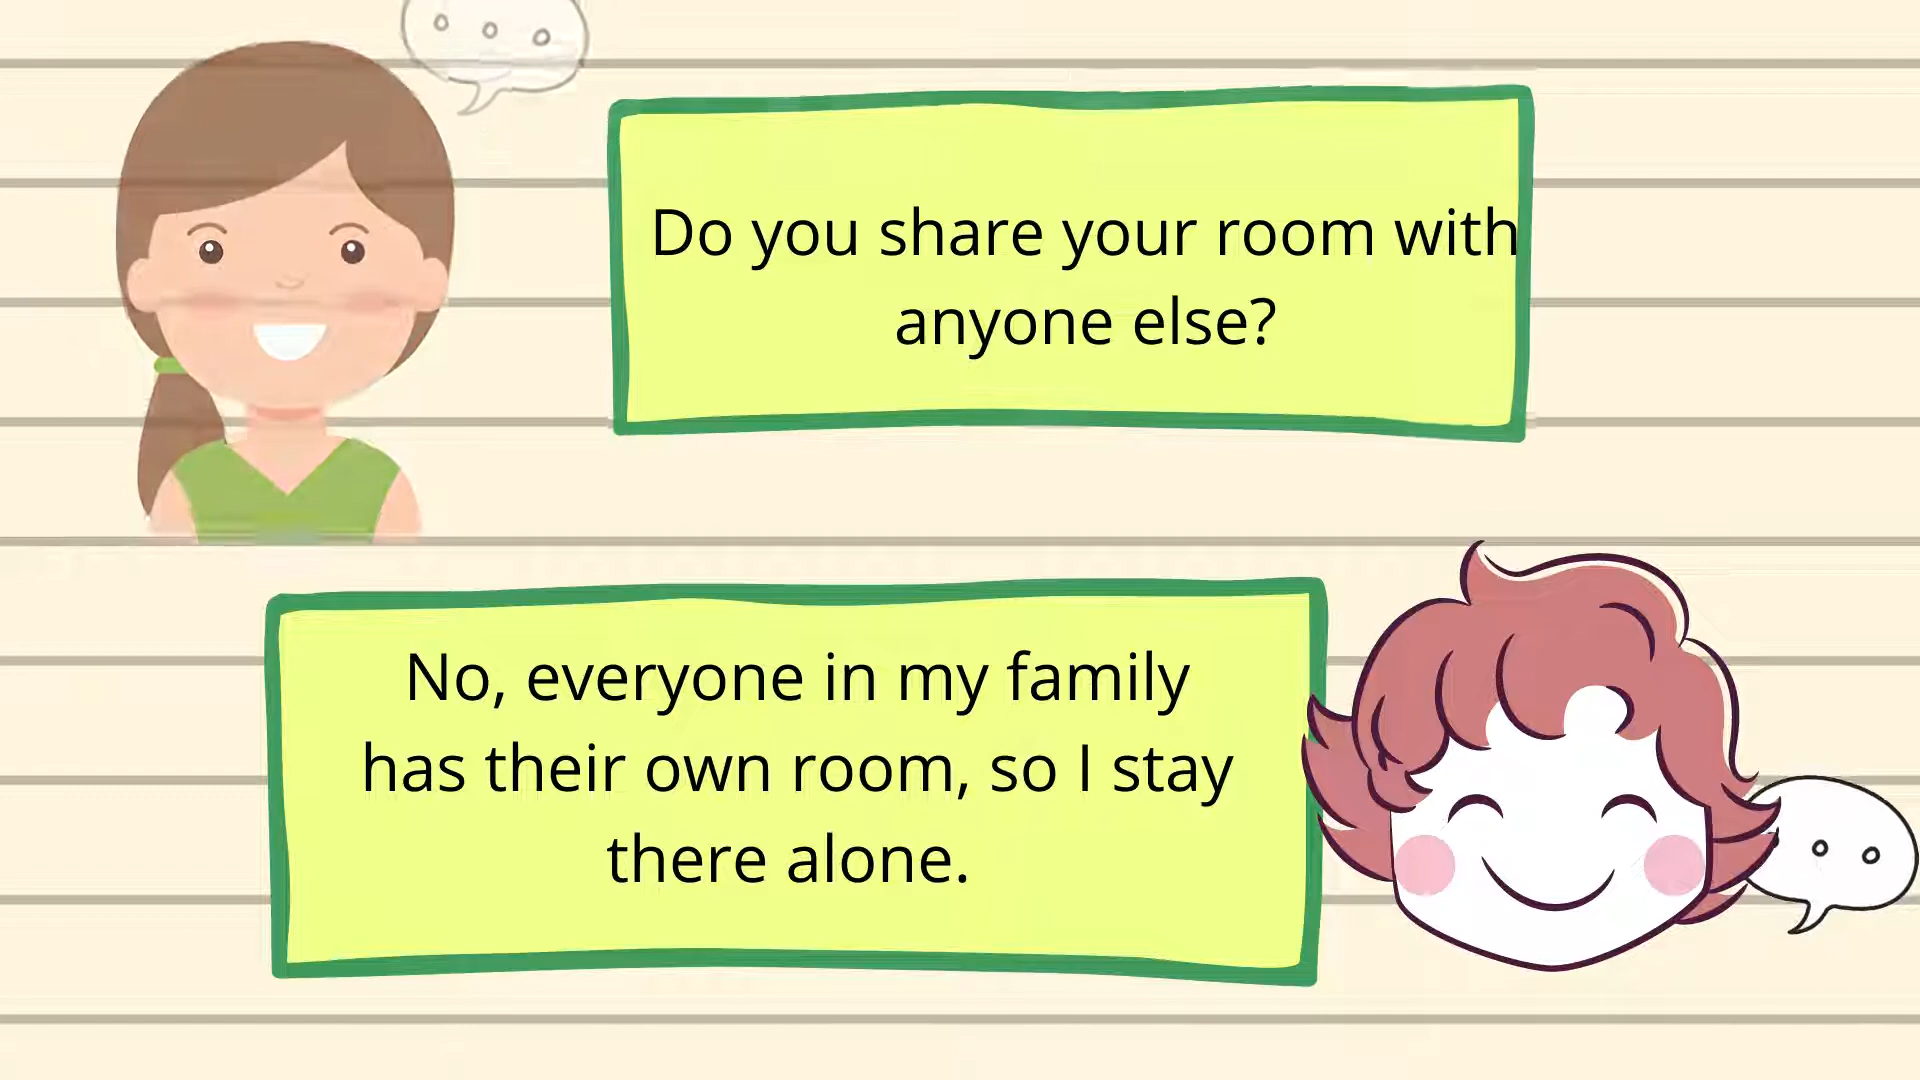 Do you share your room with
anyone else?
No, everyone in my family
has their own room, so I stay
there alone.